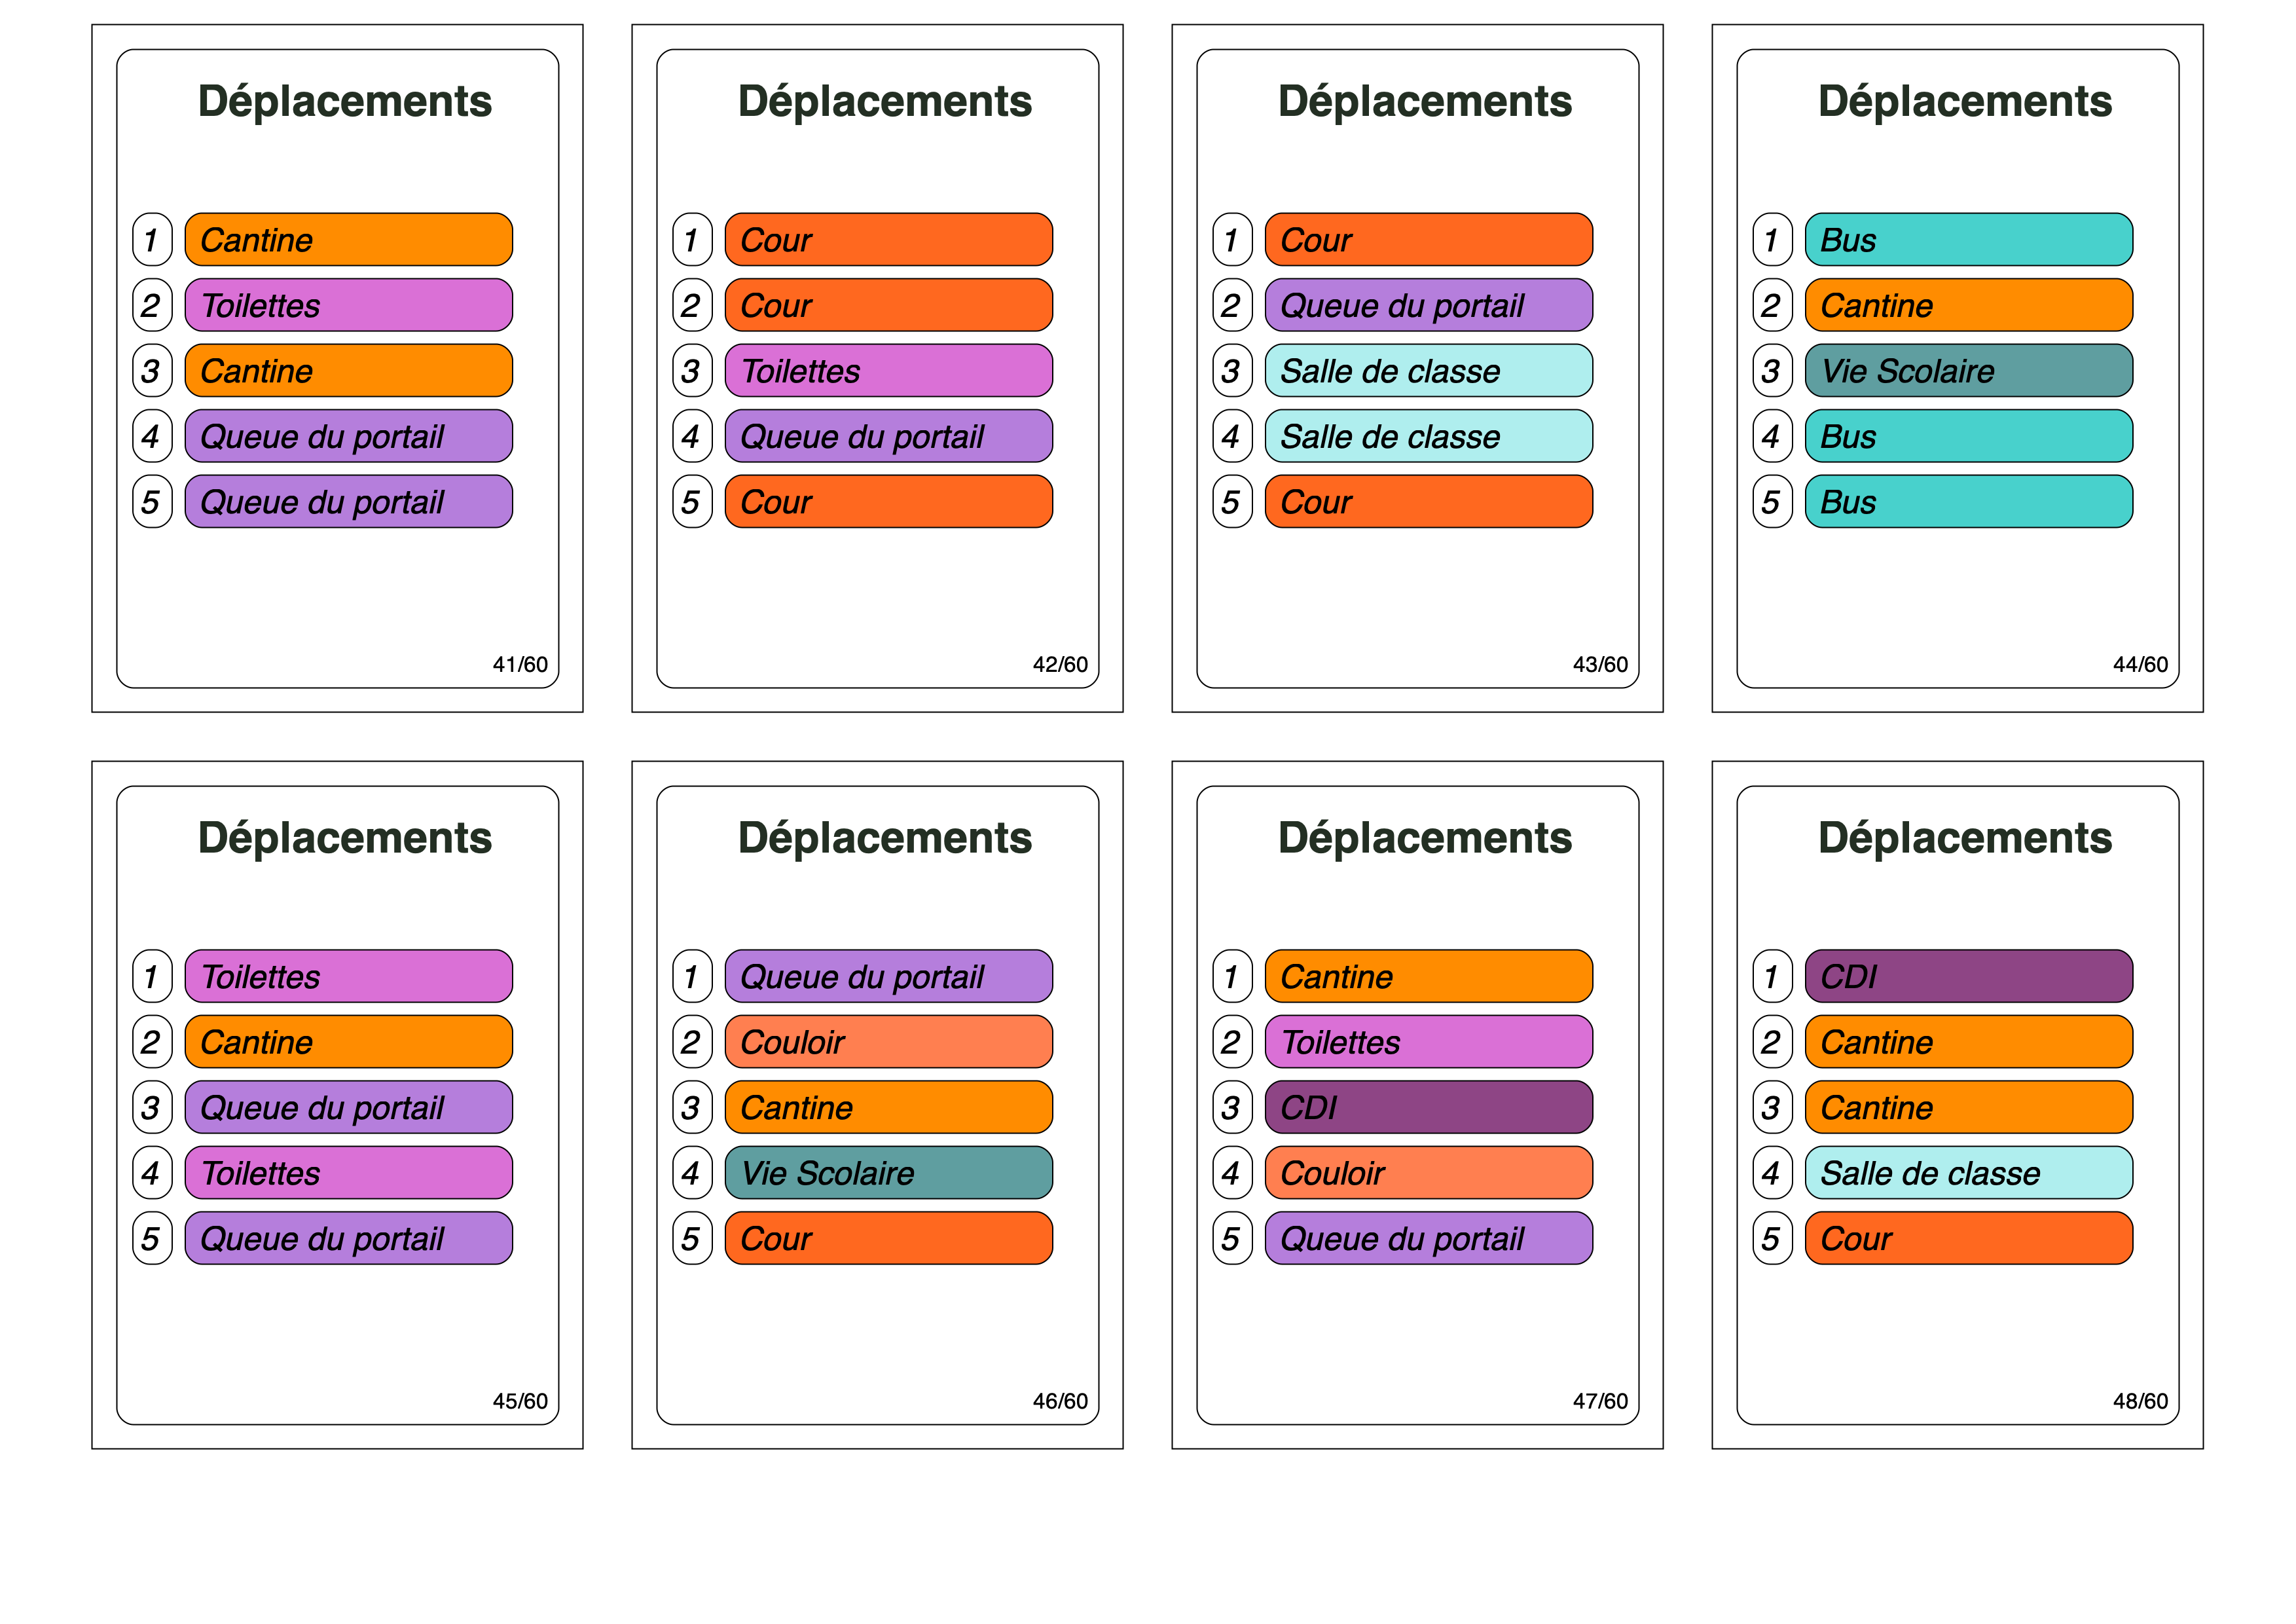 Déplacements
1 Cantine
2 Toilettes
3 Cantine
4 Queue du portail
5 Queue du portail
41/60
Déplacements
1 Cour
2 Cour
3 Toilettes
4 Queue du portail
5 Cour
42/60
Déplacements
1 Cour
2 Queue du portail
3 Salle de classe
4 Salle de classe
5 Cour
43/60
Déplacements
1 Bus
2 Cantine
3 Vie Scolaire
4 Bus
5 Bus
44/60
Déplacements
1 Toilettes
2 Cantine
3 Queue du portail
4 Toilettes
5 Queue du portail
45/60
Déplacements
1 Queue du portail
2 Couloir
3 Cantine
4 Vie Scolaire
5 Cour
46/60
Déplacements
1 Cantine
2 Toilettes
3 CDI
4 Couloir
5 Queue du portail
47/60
Déplacements
1 CDI
2 Cantine
3 Cantine
4 Salle de classe
5 Cour
48/60